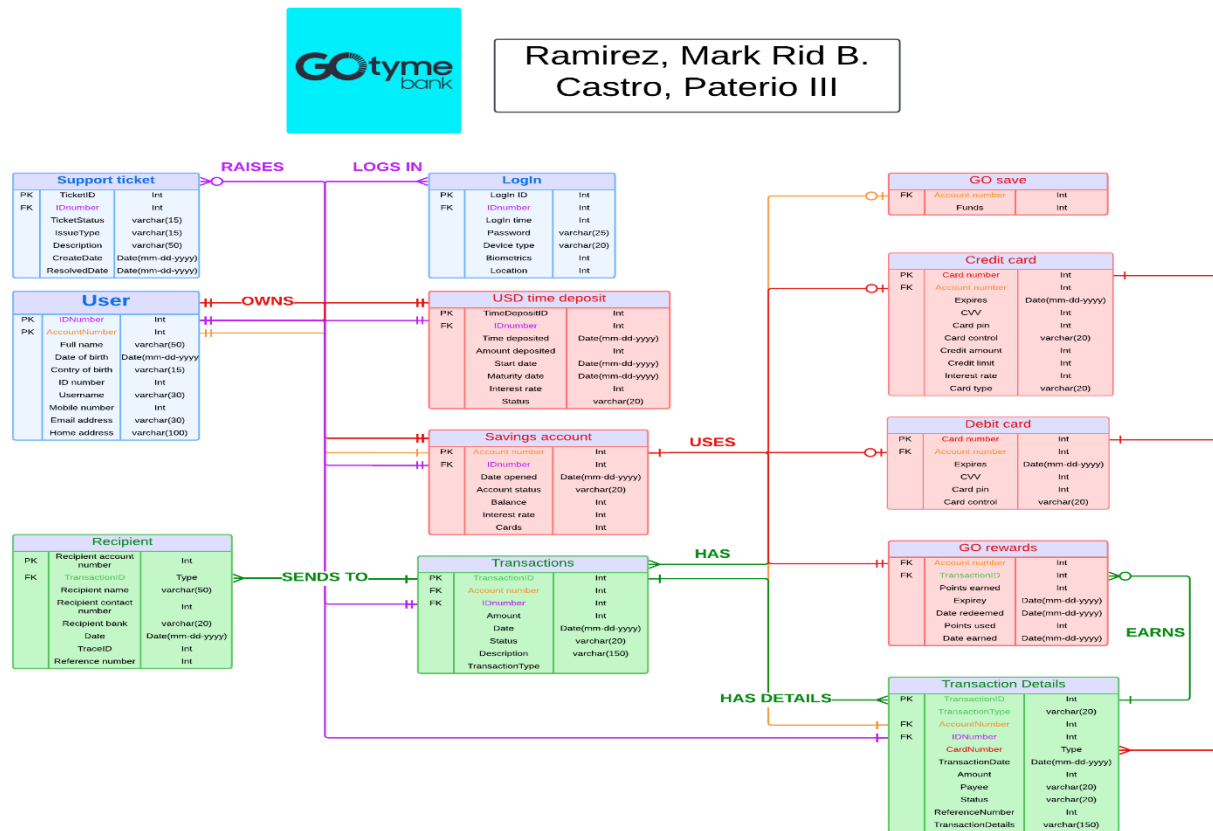 GOtyme
bank
Ramirez, Mark Rid B.
Castro, Paterio III
RAISES
LOGS IN
Support ticket
PK TicketID Int
FK IDnumber Int
TicketStatus varchar(15)
IssueType varchar(15)
Description varchar(50)
CreateDate Date(mm-dd-yyyy)
ResolvedDate Date(mm-dd-yyyy)
LogIn
PK LogIn ID Int
FK IDnumber Int
LogIn time Int
Password varchar(25)
Device type varchar(20)
Biometrics Int
Location Int
GO save
FK Account number Int
Funds Int
Credit card
PK Card number Int
FK Account number Int
Expires Date(mm-dd-yyyy)
CVV Int
Card pin Int
Card control varchar(20)
Credit amount Int
Credit limit Int
Interest rate Int
Card type varchar(20)
User
PK IDNumber Int
PK AccountNumber Int
Full name varchar(50)
Date of birth Date(mm-dd-yyyy
Contry of birth varchar(15)
ID number Int
Username varchar(30)
Mobile number Int
Email address varchar(30)
Home address varchar(100)
OWNS
USD time deposit
PK TimeDepositID Int
FK IDnumber Int
Time deposited Date(mm-dd-yyyy)
Amount deposited Int
Start date Date(mm-dd-yyyy)
Maturity date Date(mm-dd-yyyy)
Interest rate Int
Status varchar(20)
Debit card
PK Card number Int
FK Account number Int
Expires Date(mm-dd-yyyy)
CVV Int
Card pin Int
Card control varchar(20)
Savings account
PK Account number Int
FK IDnumber Int
Date opened Date(mm-dd-yyyy)
Account status varchar(20)
Balance Int
Interest rate Int
Cards Int
USES
Recipient
PK Recipient account
number Int
FK TransactionID Type
Recipient name varchar(50)
Recipient contact
number Int
Recipient bank varchar(20)
Date Date(mm-dd-yyyy)
TraceID Int
Reference number Int
SENDS TO
Transactions
PK TransactionID Int
FK Account number Int
FK IDnumber Int
Amount Int
Date Date(mm-dd-yyyy)
Status varchar(20)
Description varchar(150)
TransactionType
HAS
GO rewards
FK Account number Int
FK TransactionID Int
Points earned Int
Expirey Date(mm-dd-yyyy)
Date redeemed Date(mm-dd-yyyy)
Points used Int
Date earned Date(mm-dd-yyyy)
EARNS
HAS DETAILS
Transaction Details
PK TransactionID Int
TransactionType varchar(20)
FK AccountNumber Int
FK IDNumber Int
CardNumber Type
TransactionDate Date(mm-dd-yyyy)
Amount Int
Payee varchar(20)
Status varchar(20)
ReferenceNumber Int
TransactionDetails varchar(150)